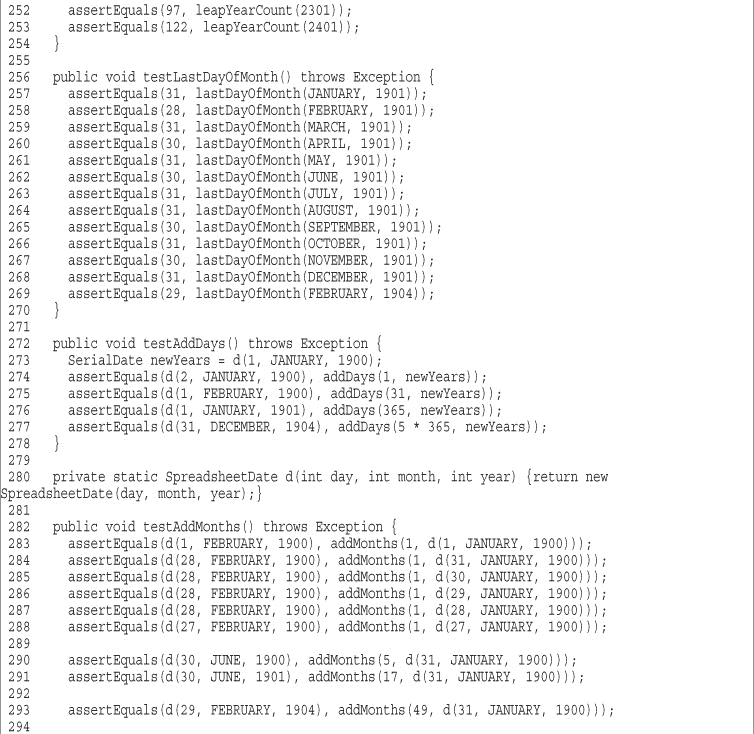 252     assertEquals(97, leapYearCount(2301));
253     assertEquals(122, leapYearCount(2401));
254   }
255
256   public void testLastDayOfMonth() throws Exception {
257     assertEquals(31, lastDayOfMonth(JANUARY, 1901));
258     assertEquals(28, lastDayOfMonth(FEBRUARY, 1901));
259     assertEquals(31, lastDayOfMonth(MARCH, 1901));
260     assertEquals(30, lastDayOfMonth(APRIL, 1901));
261     assertEquals(31, lastDayOfMonth(MAY, 1901));
262     assertEquals(30, lastDayOfMonth(JUNE, 1901));
263     assertEquals(31, lastDayOfMonth(JULY, 1901));
264     assertEquals(31, lastDayOfMonth(AUGUST, 1901));
265     assertEquals(30, lastDayOfMonth(SEPTEMBER, 1901));
266     assertEquals(31, lastDayOfMonth(OCTOBER, 1901));
267     assertEquals(30, lastDayOfMonth(NOVEMBER, 1901));
268     assertEquals(31, lastDayOfMonth(DECEMBER, 1901));
269     assertEquals(29, lastDayOfMonth(FEBRUARY, 1904));
270   }
271
272   public void testAddDays() throws Exception {
273     SerialDate newYears = d(1, JANUARY, 1900);
274     assertEquals(d(2, JANUARY, 1900), addDays(1, newYears));
275     assertEquals(d(1, FEBRUARY, 1900), addDays(31, newYears));
276     assertEquals(d(1, JANUARY, 1901), addDays(365, newYears));
277     assertEquals(d(31, DECEMBER, 1904), addDays(5 * 365, newYears));
278   }
279
280   private static SpreadsheetDate d(int day, int month, int year) {return new
SpreadsheetDate(day, month, year);}
281
282   public void testAddMonths() throws Exception {
283     assertEquals(d(1, FEBRUARY, 1900), addMonths(1, d(1, JANUARY, 1900)));
284     assertEquals(d(28, FEBRUARY, 1900), addMonths(1, d(31, JANUARY, 1900)));
285     assertEquals(d(28, FEBRUARY, 1900), addMonths(1, d(30, JANUARY, 1900)));
286     assertEquals(d(28, FEBRUARY, 1900), addMonths(1, d(29, JANUARY, 1900)));
287     assertEquals(d(28, FEBRUARY, 1900), addMonths(1, d(28, JANUARY, 1900)));
288     assertEquals(d(27, FEBRUARY, 1900), addMonths(1, d(27, JANUARY, 1900)));
289
290     assertEquals(d(30, JUNE, 1900), addMonths(5, d(31, JANUARY, 1900)));
291     assertEquals(d(30, JUNE, 1901), addMonths(17, d(31, JANUARY, 1900)));
292
293     assertEquals(d(29, FEBRUARY, 1904), addMonths(49, d(31, JANUARY, 1900)));
294